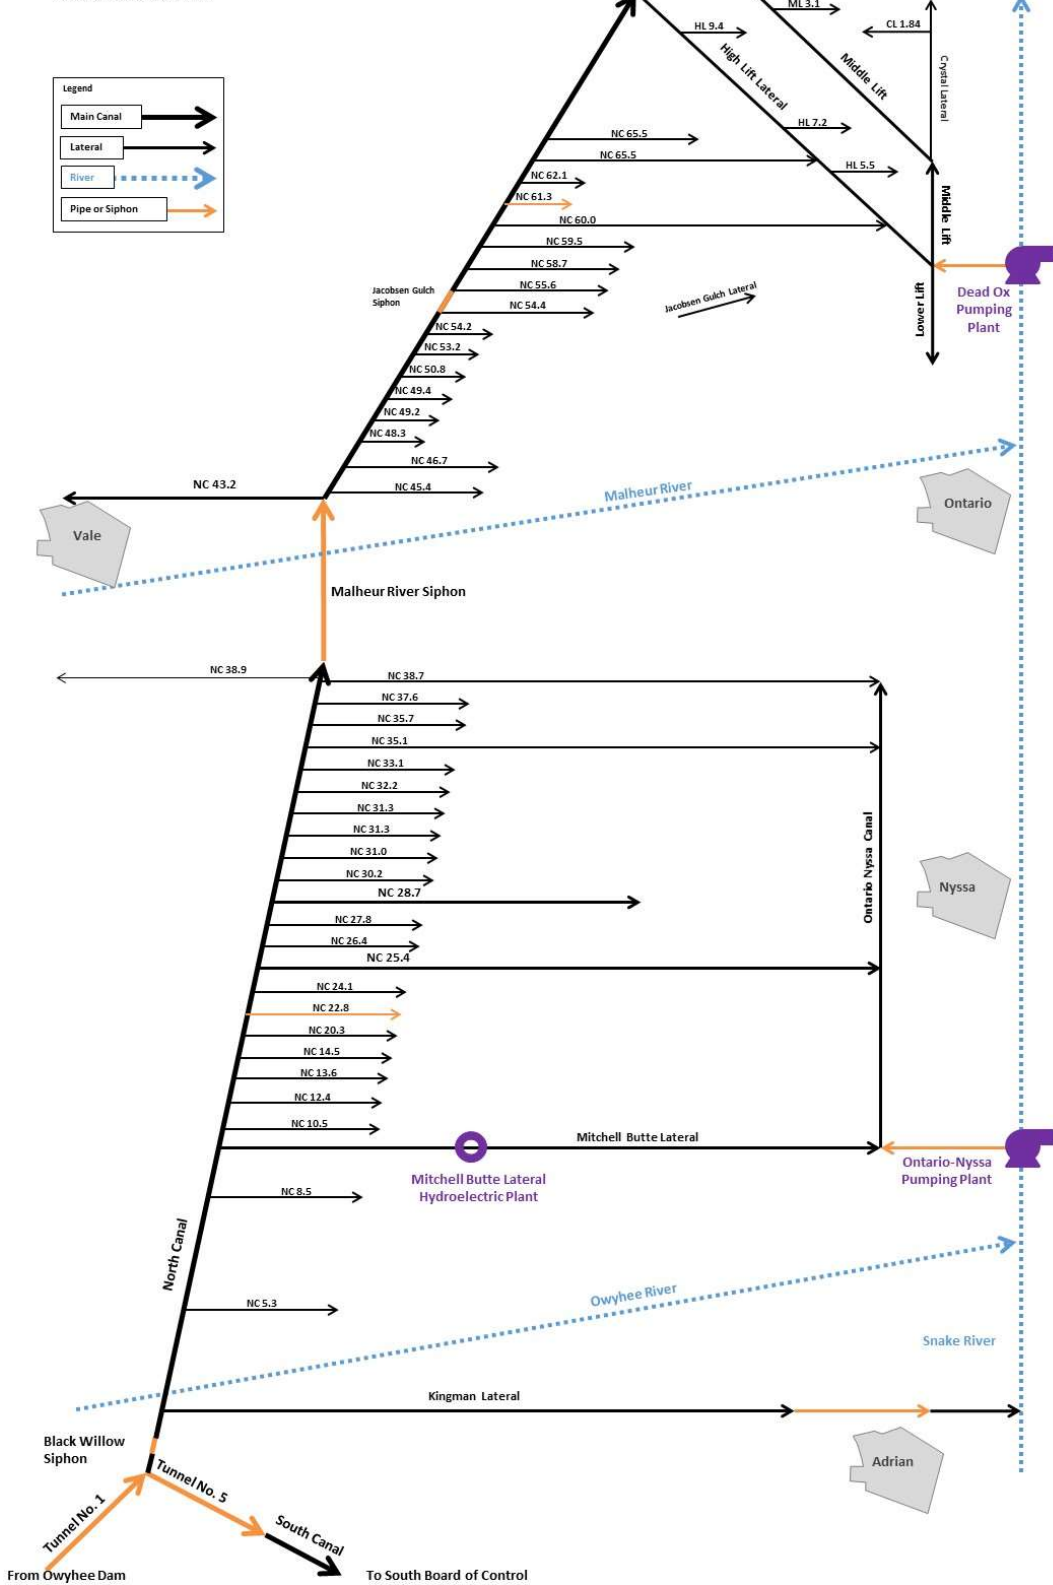 ML 3.1
HL 9.4
CL 1.84
High Lift Lateral
Middle Lift
Crystal Lateral
Legend
Main Canal
Lateral
River
Pipe or Siphon
HL 7.2
NC 65.5
NC 65.5
HL 5.5
NC 62.1
NC 61.3
Middle Lift
NC 60.0
NC 59.5
NC 58.7
Jacobsen Gulch
Siphon
NC 55.6
Jacobsen Gulch Lateral
NC 54.4
Dead Ox
Pumping
Plant
Lower Lift
NC 54.2
NC 53.2
NC 50.8
NC 49.4
NC 49.2
NC 48.3
NC 46.7
NC 43.2
NC 45.4
Malheur River
Ontario
Vale
Malheur River Siphon
NC 38.9
NC 38.7
NC 37.6
NC 35.7
NC 35.1
NC 33.1
NC 32.2
NC 31.3
NC 31.3
NC 31.0
Ontario Nyssa Canal
NC 30.2
Nyssa
NC 28.7
NC 27.8
NC 26.4
NC 25.4
NC 24.1
NC 22.8
NC 20.3
NC 14.5
NC 13.6
NC 12.4
NC 10.5
Mitchell Butte Lateral
Mitchell Butte Lateral
Hydroelectric Plant
Ontario-Nyssa
Pumping Plant
NC 8.5
North Canal
NC 5.3
Owyhee River
Snake River
Kingman Lateral
Black Willow
Siphon
Adrian
Tunnel No. 5
Tunnel No. 1
South Canal
From Owyhee Dam
To South Board of Control